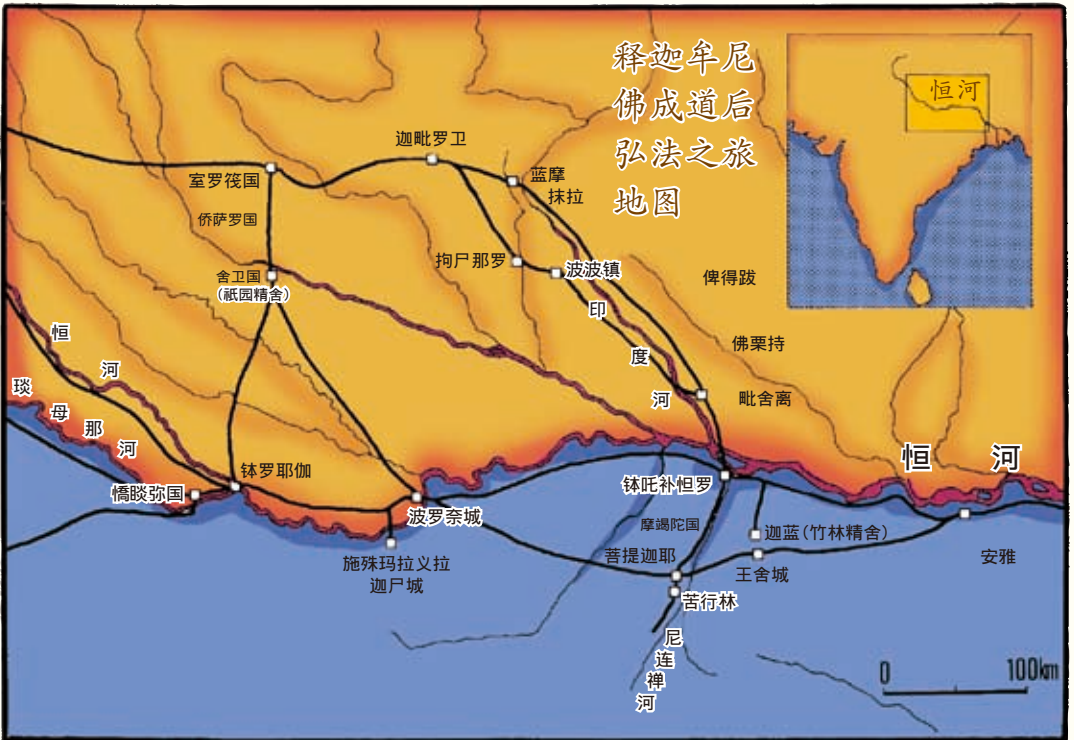 释迦牟尼
佛成道后
弘法之旅
地图
恒河
迦毗罗卫
室罗筏国
蓝摩
抹拉
侨萨罗国
拘尸那罗
波波镇
舍卫国
(祇园精舍)
俾得跋
印度河
恒河
佛栗持
琰母那河
毗舍离
恒河
钵罗耶伽
憍睒弥国
波罗奈城
钵吒补怛罗
摩竭陀国
迦蓝(竹林精舍)
施殊玛拉义拉
迦尸城
菩提迦耶
王舍城
安雅
苦行林
尼连禅河
0 100km